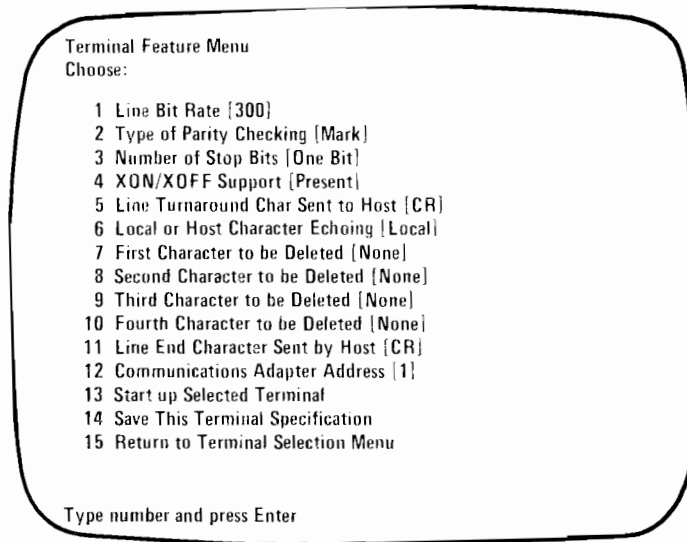 Terminal Feature Menu
Choose:
1 Line Bit Rate [300]
2 Type of Parity Checking [Mark]
3 Number of Stop Bits [One Bit]
4 XON/XOFF Support [Present]
5 Line Turnaround Char Sent to Host [CR]
6 Local or Host Character Echoing [Local]
7 First Character to be Deleted [None]
8 Second Character to be Deleted [None]
9 Third Character to be Deleted [None]
10 Fourth Character to be Deleted [None]
11 Line End Character Sent by Host [CR]
12 Communications Adapter Address [1]
13 Start up Selected Terminal
14 Save This Terminal Specification
15 Return to Terminal Selection Menu
Type number and press Enter